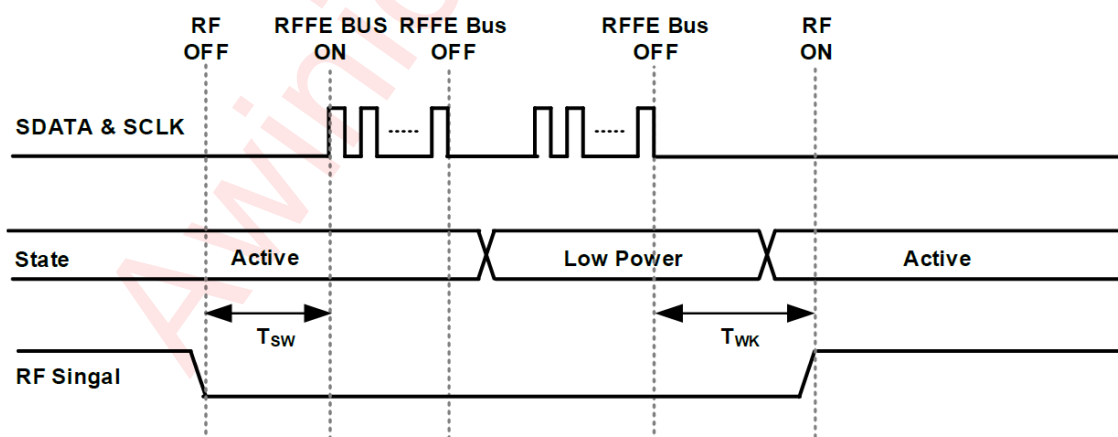 RF OFF
RFFE BUS ON
RFFE Bus OFF
RFFE Bus OFF
RF ON
SDATA & SCLK
State
Active
Low Power
Active
TSW
TWK
RF Singal
Awinic